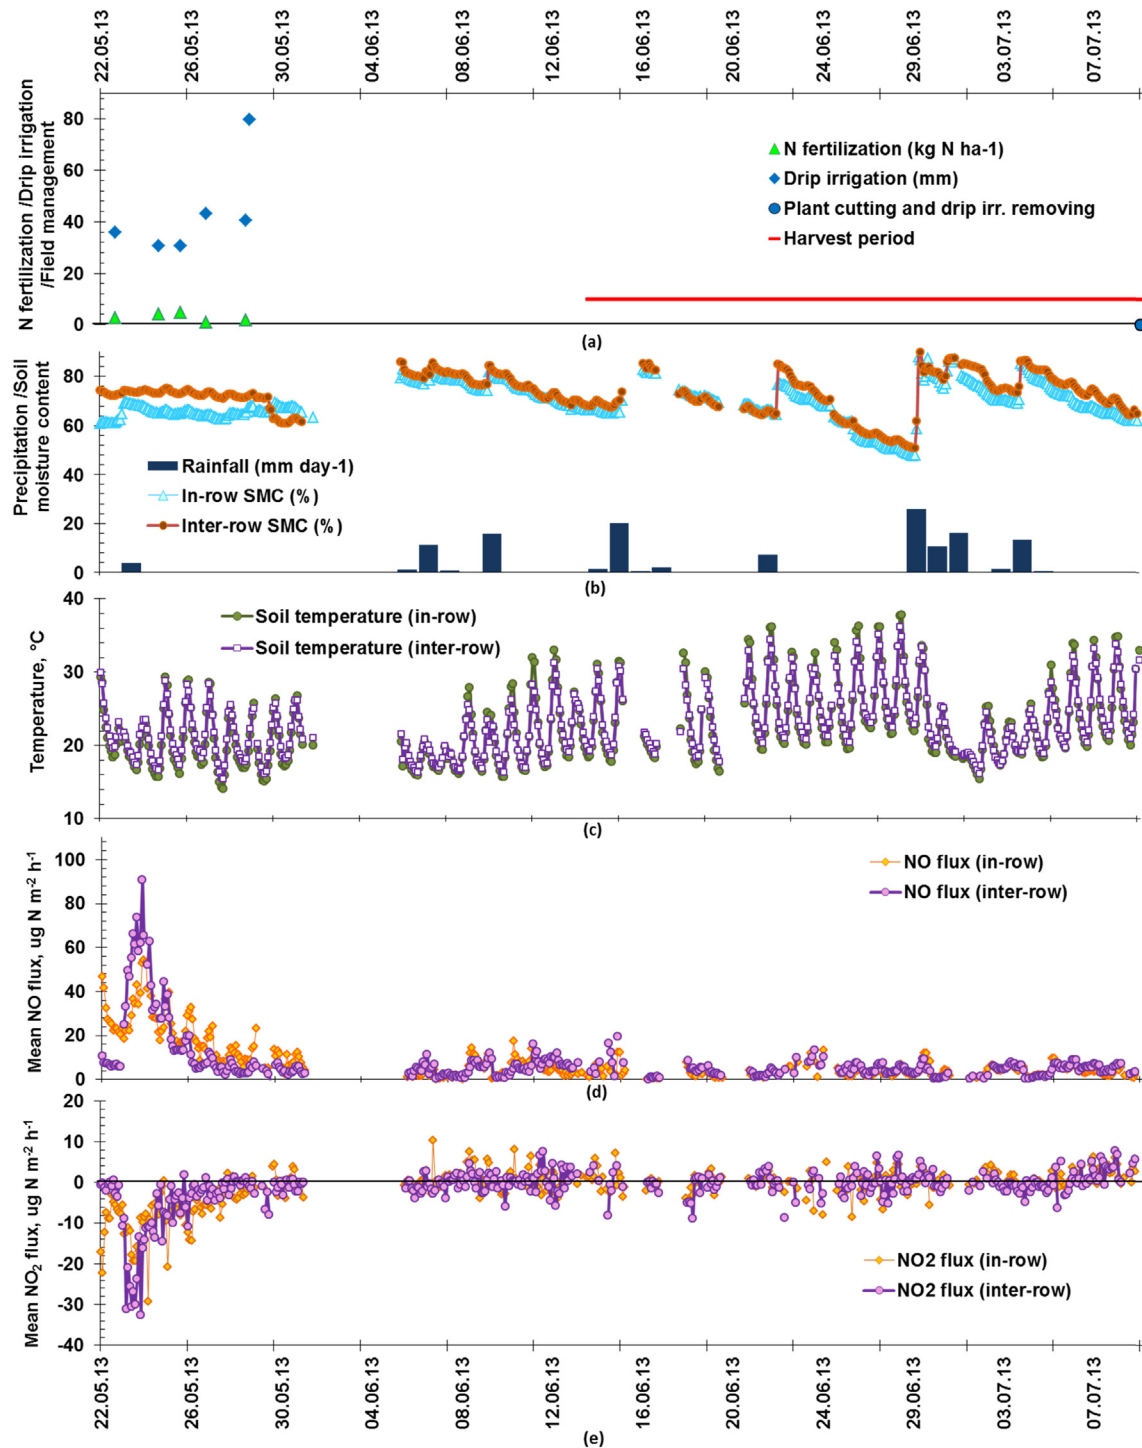 22.05.13 26.05.13 30.05.13 04.06.13 08.06.13 12.06.13 16.06.13 20.06.13 24.06.13 29.06.13 03.07.13 07.07.13
N fertilization /Drip irrigation
/Field management
80
60
40
20
0
N fertilization (kg N ha-1)
Drip irrigation (mm)
Plant cutting and drip irr. removing
Harvest period
(a)
Precipitation /Soil
moisture content
80
60
40
20
0
Rainfall (mm day-1)
In-row SMC (%)
Inter-row SMC (%)
(b)
Temperature, °C
40
30
20
10
Soil temperature (in-row)
Soil temperature (inter-row)
(c)
Mean NO flux, ug N m-2 h-1
100
80
60
40
20
0
NO flux (in-row)
NO flux (inter-row)
(d)
Mean NO2 flux, ug N m-2 h-1
20
10
0
-10
-20
-30
-40
NO2 flux (in-row)
NO2 flux (inter-row)
22.05.13 26.05.13 30.05.13 04.06.13 08.06.13 12.06.13 16.06.13 20.06.13 24.06.13 29.06.13 03.07.13 07.07.13
(e)